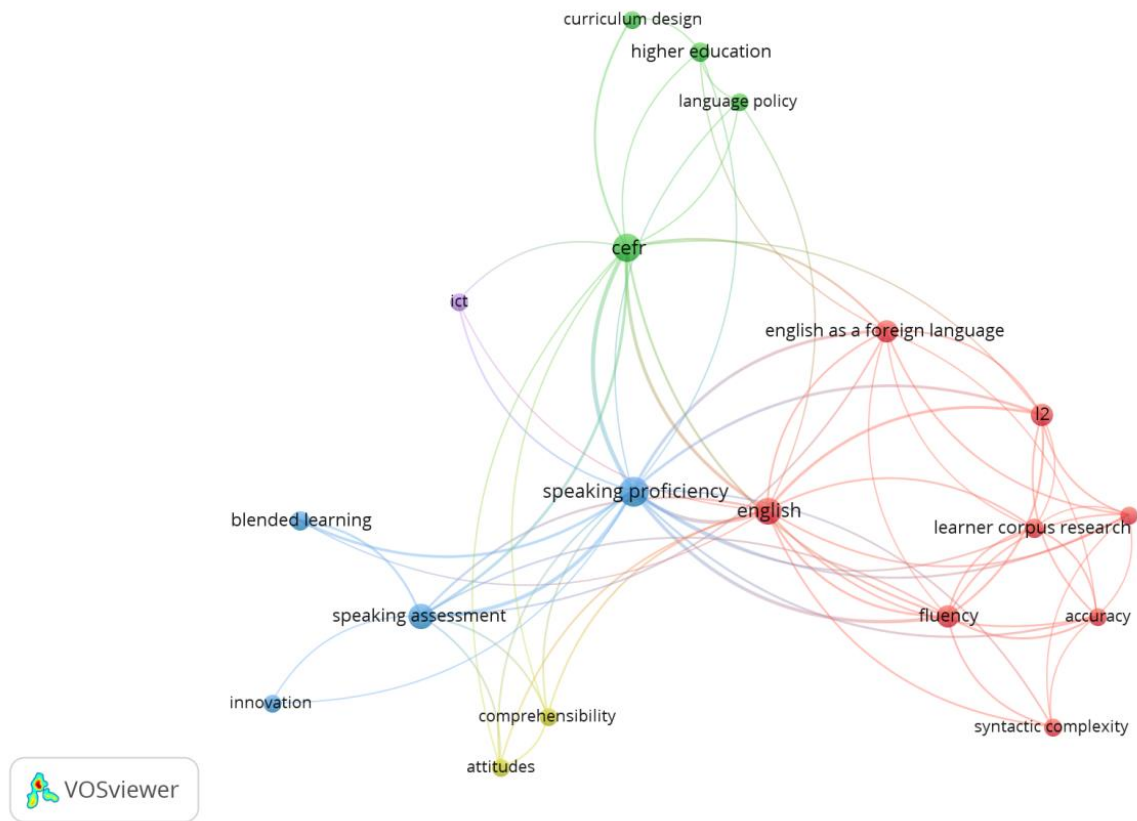 curriculum design
higher education
language policy
cefr
ict
english as a foreign language
l2
speaking proficiency
english
blended learning
learner corpus research
speaking assessment
fluency
accuracy
innovation
comprehensibility
syntactic complexity
attitudes
VOSviewer